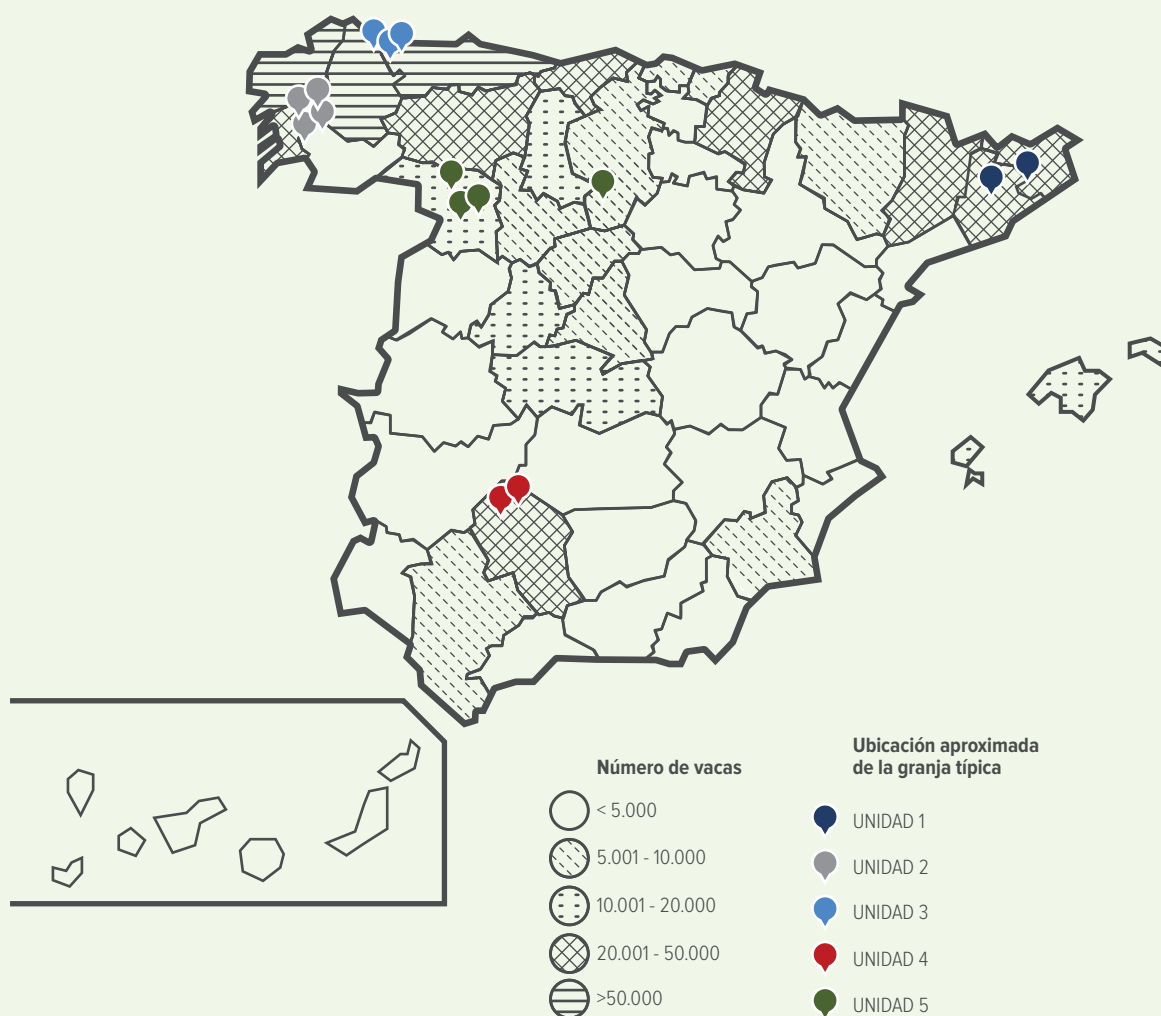 Número de vacas
< 5.000
5.001 - 10.000
10.001 - 20.000
20.001 - 50.000
>50.000
Ubicación aproximada
de la granja típica
UNIDAD 1
UNIDAD 2
UNIDAD 3
UNIDAD 4
UNIDAD 5